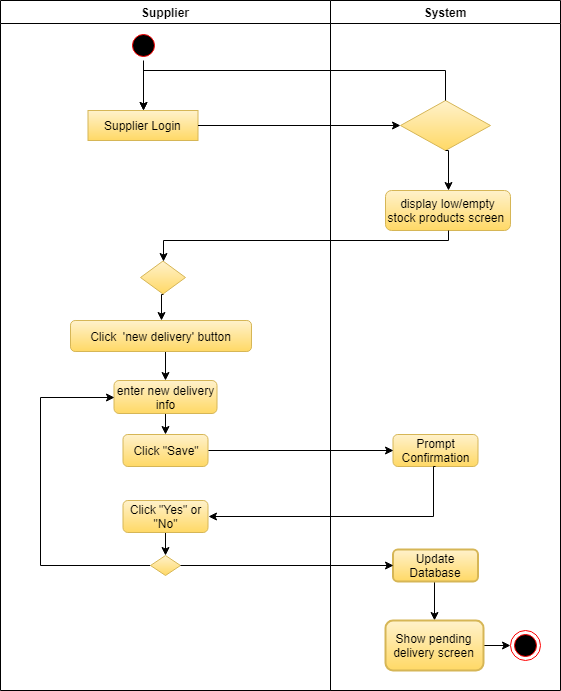 Supplier
System
Supplier Login
display low/empty
stock products screen
Click 'new delivery' button
enter new delivery
info
Click "Save"
Prompt
Confirmation
Click "Yes" or
"No"
Update
Database
Show pending
delivery screen